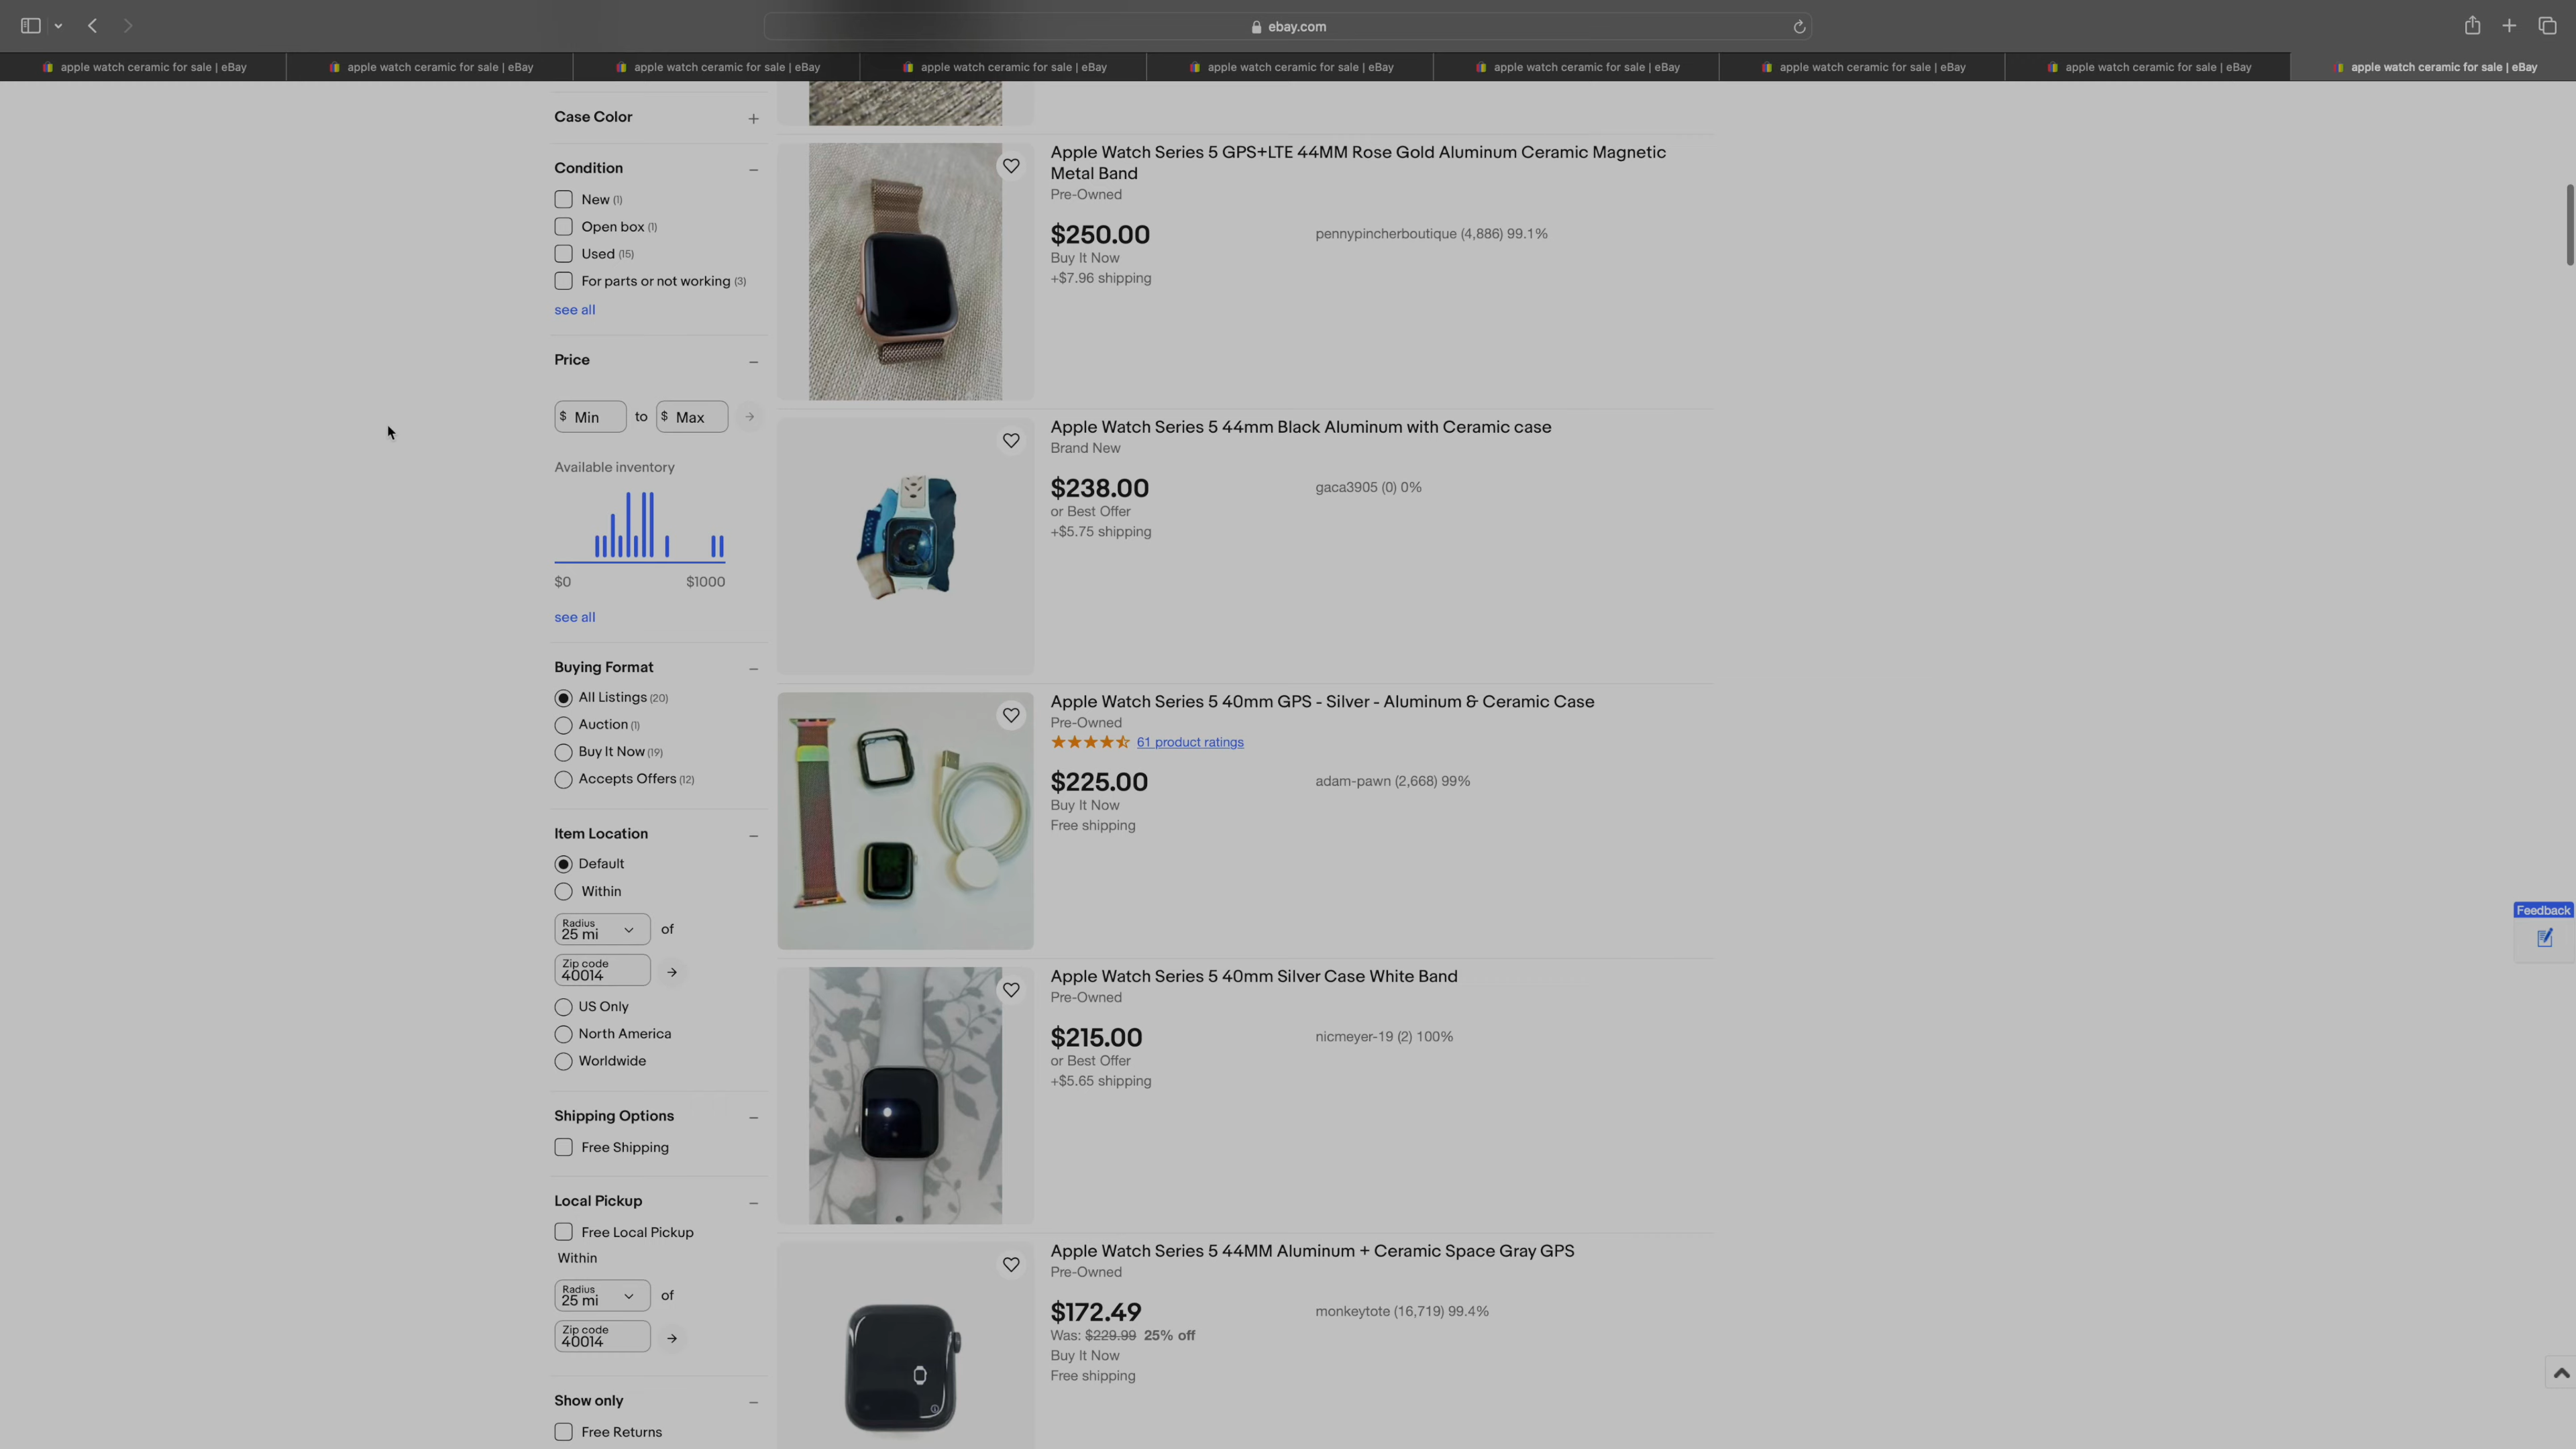 ebay.com
apple watch ceramic for sale | eBay
apple watch ceramic for sale | eBay
apple watch ceramic for sale | eBay
apple watch ceramic for sale | eBay
apple watch ceramic for sale | eBay
apple watch ceramic for sale | eBay
apple watch ceramic for sale | eBay
apple watch ceramic for sale | eBay
apple watch ceramic for sale | eBay
Case Color
Condition
New (1)
Open box (1)
Used (15)
For parts or not working (3)
see all
Price
$ Min to $ Max
Available inventory
$0 $1000
see all
Buying Format
All Listings (20)
Auction (1)
Buy It Now (19)
Accepts Offers (12)
Item Location
Default
Within
Radius
25 mi of
Zip code
40014
US Only
North America
Worldwide
Shipping Options
Free Shipping
Local Pickup
Free Local Pickup
Within
Radius
25 mi of
Zip code
40014
Show only
Free Returns
Apple Watch Series 5 GPS+LTE 44MM Rose Gold Aluminum Ceramic Magnetic
Metal Band
Pre-Owned
$250.00 pennypincherboutique (4,886) 99.1%
Buy It Now
+$7.96 shipping
Apple Watch Series 5 44mm Black Aluminum with Ceramic case
Brand New
$238.00 gaca3905 (0) 0%
or Best Offer
+$5.75 shipping
Apple Watch Series 5 40mm GPS - Silver - Aluminum & Ceramic Case
Pre-Owned
61 product ratings
$225.00 adam-pawn (2,668) 99%
Buy It Now
Free shipping
Apple Watch Series 5 40mm Silver Case White Band
Pre-Owned
$215.00 nicmeyer-19 (2) 100%
or Best Offer
+$5.65 shipping
Apple Watch Series 5 44MM Aluminum + Ceramic Space Gray GPS
Pre-Owned
$172.49 monkeytote (16,719) 99.4%
Was: $229.99 25% off
Buy It Now
Free shipping
Feedback